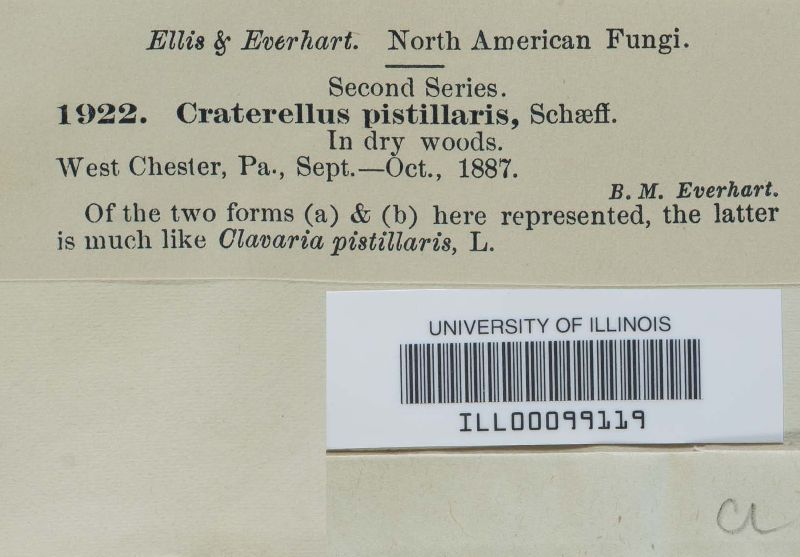 Ellis & Everhart. North American Fungi.
Second Series.
1922. Craterellus pistillaris, Schæff.
In dry woods.
West Chester, Pa., Sept.—Oct., 1887.
B. M. Everhart.
Of the two forms (a) & (b) here represented, the latter
is much like Clavaria pistillaris, L.
UNIVERSITY OF ILLINOIS
ILL00099119